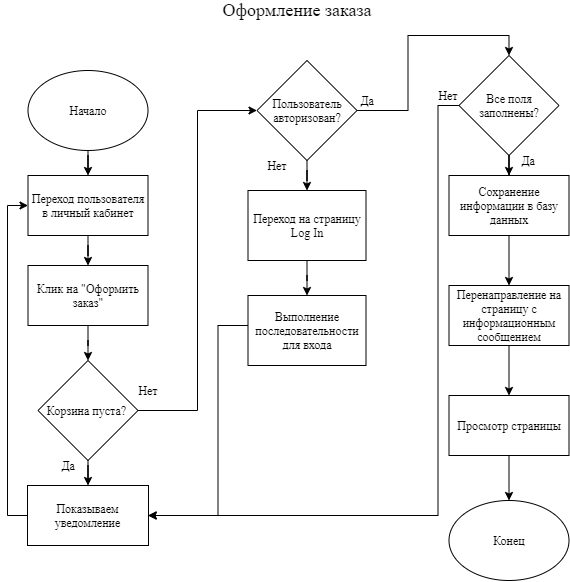 Оформление заказа
Начало
Переход пользователя
в личный кабинет
Клик на "Оформить
заказ"
Корзина пуста?
Нет
Да
Показываем
уведомление
Пользователь
авторизован?
Да
Нет
Переход на страницу
Log In
Выполнение
последовательности
для входа
Все поля
заполнены?
Нет
Да
Сохранение
информации в базу
данных
Перенаправление на
страницу с
информационным
сообщением
Просмотр страницы
Конец